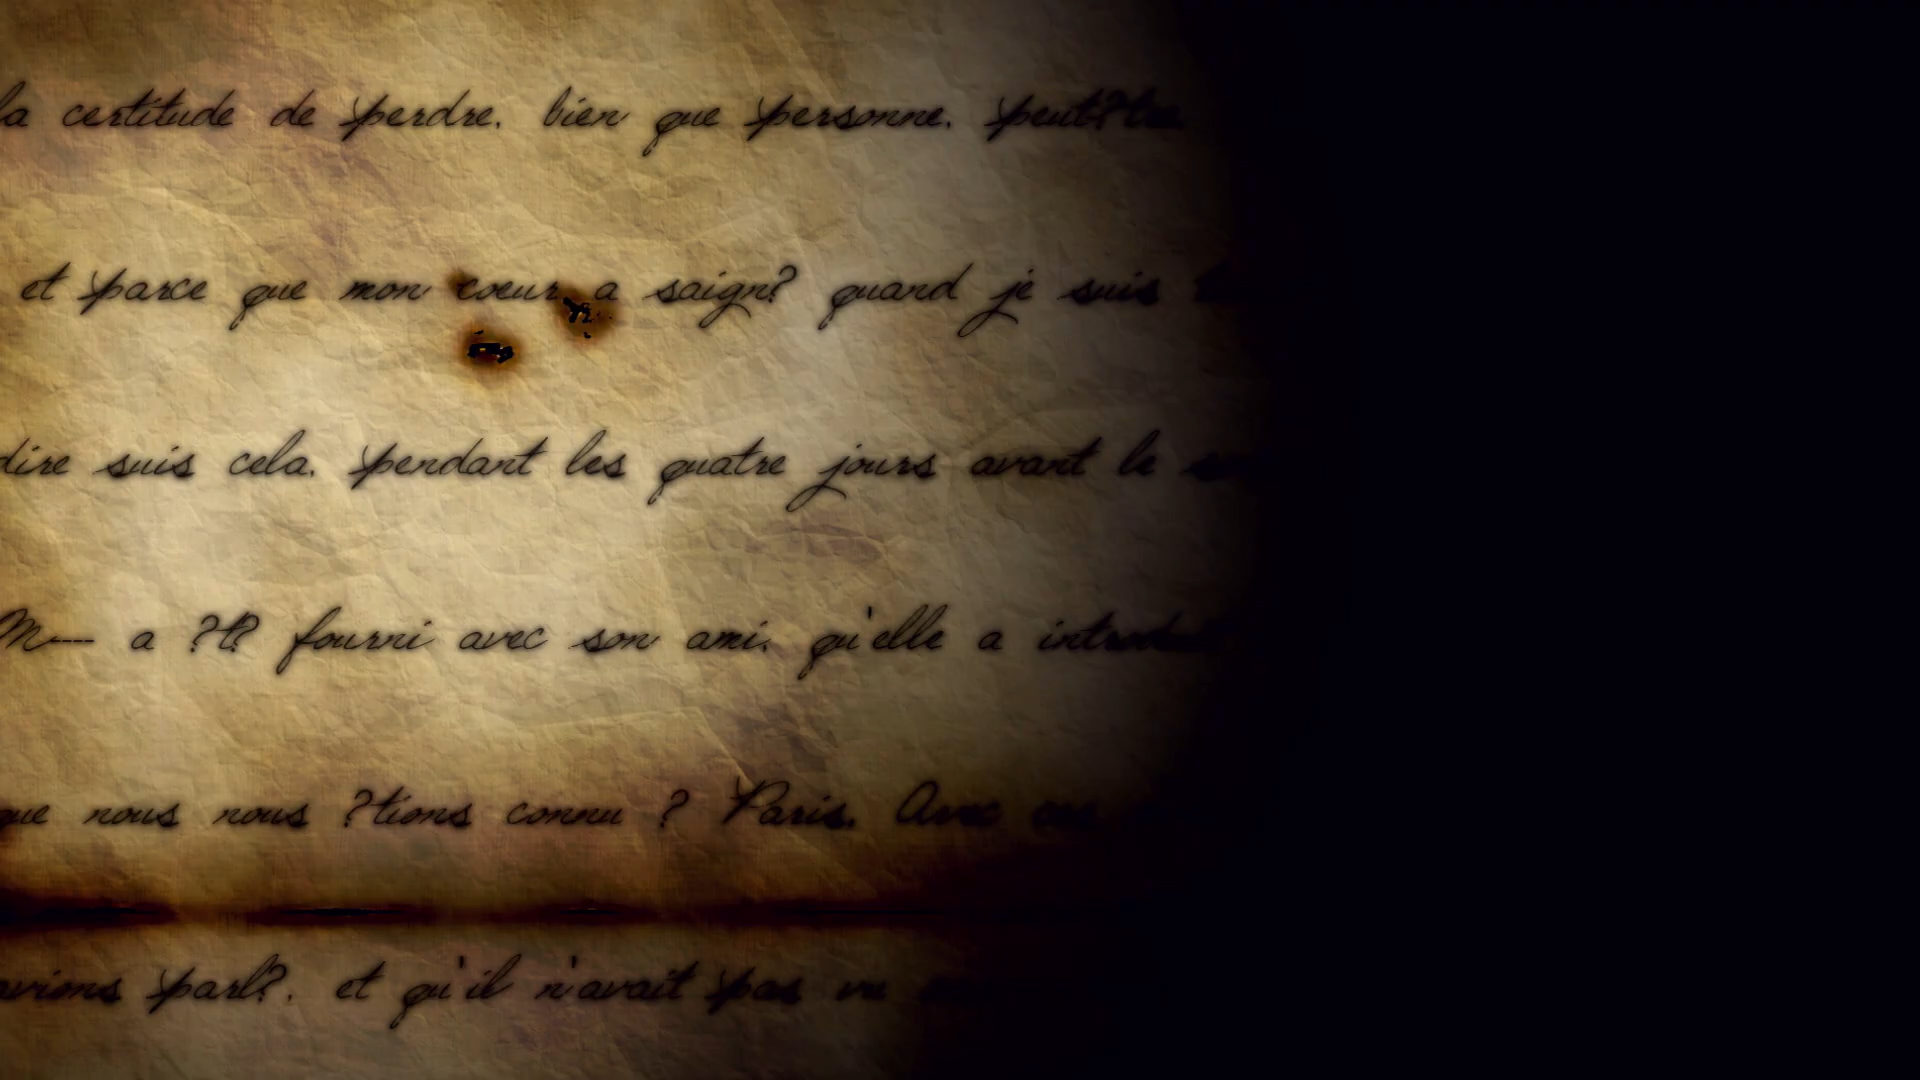 la certitude de perdre. bien que personne. peut?tre
et parce que mon coeur a saign? quand je suis
dire suis cela. pendant les quatre jours avant le
M---- a ?t? fourni avec son ami. qu'elle a
que nous nous ?tions connu ? Paris. Avec
avions parl?. et qu'il n'avait pas vu